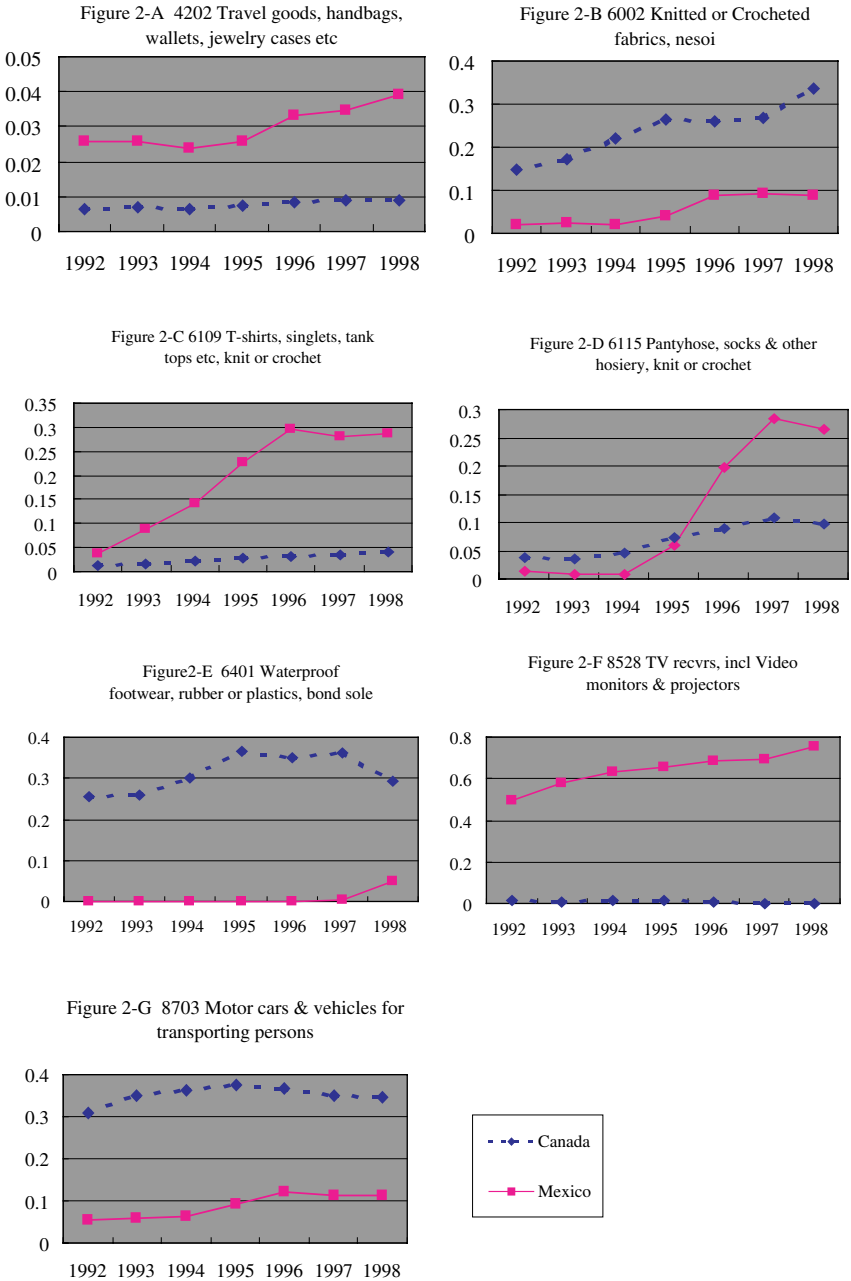 Figure 2-A 4202 Travel goods, handbags,
wallets, jewelry cases etc
0.05
0.04
0.03
0.02
0.01
0
1992 1993 1994 1995 1996 1997 1998
Figure 2-B 6002 Knitted or Crocheted
fabrics, nesoi
0.4
0.3
0.2
0.1
0
1992 1993 1994 1995 1996 1997 1998
Figure 2-C 6109 T-shirts, singlets, tank
tops etc, knit or crochet
0.35
0.3
0.25
0.2
0.15
0.1
0.05
0
1992 1993 1994 1995 1996 1997 1998
Figure 2-D 6115 Pantyhose, socks & other
hosiery, knit or crochet
0.3
0.25
0.2
0.15
0.1
0.05
0
1992 1993 1994 1995 1996 1997 1998
Figure2-E 6401 Waterproof
footwear, rubber or plastics, bond sole
0.4
0.3
0.2
0.1
0
1992 1993 1994 1995 1996 1997 1998
Figure 2-F 8528 TV recvrs, incl Video
monitors & projectors
0.8
0.6
0.4
0.2
0
1992 1993 1994 1995 1996 1997 1998
Figure 2-G 8703 Motor cars & vehicles for
transporting persons
0.4
0.3
0.2
0.1
0
1992 1993 1994 1995 1996 1997 1998
Canada
Mexico